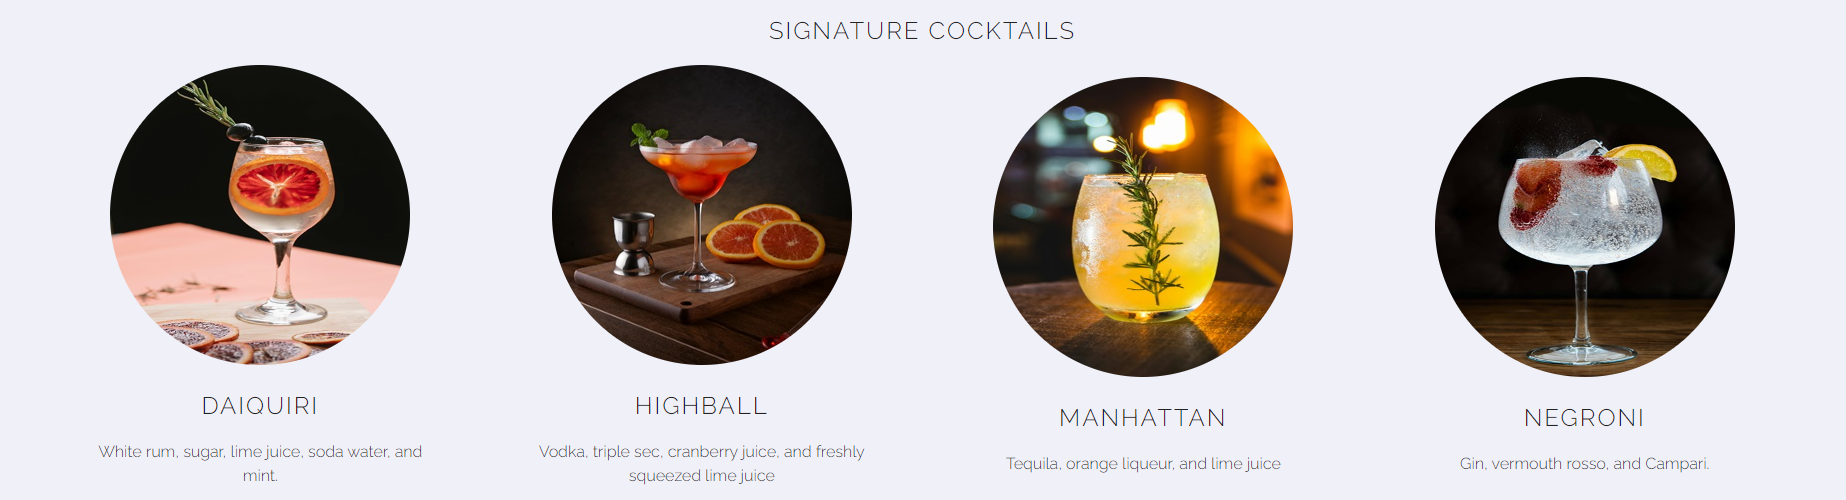 SIGNATURE COCKTAILS
DAIQUIRI
White rum, sugar, lime juice, soda water, and
mint.
HIGHBALL
Vodka, triple sec, cranberry juice, and freshly
squeezed lime juice
MANHATTAN
Tequila, orange liqueur, and lime juice
NEGRONI
Gin, vermouth rosso, and Campari.